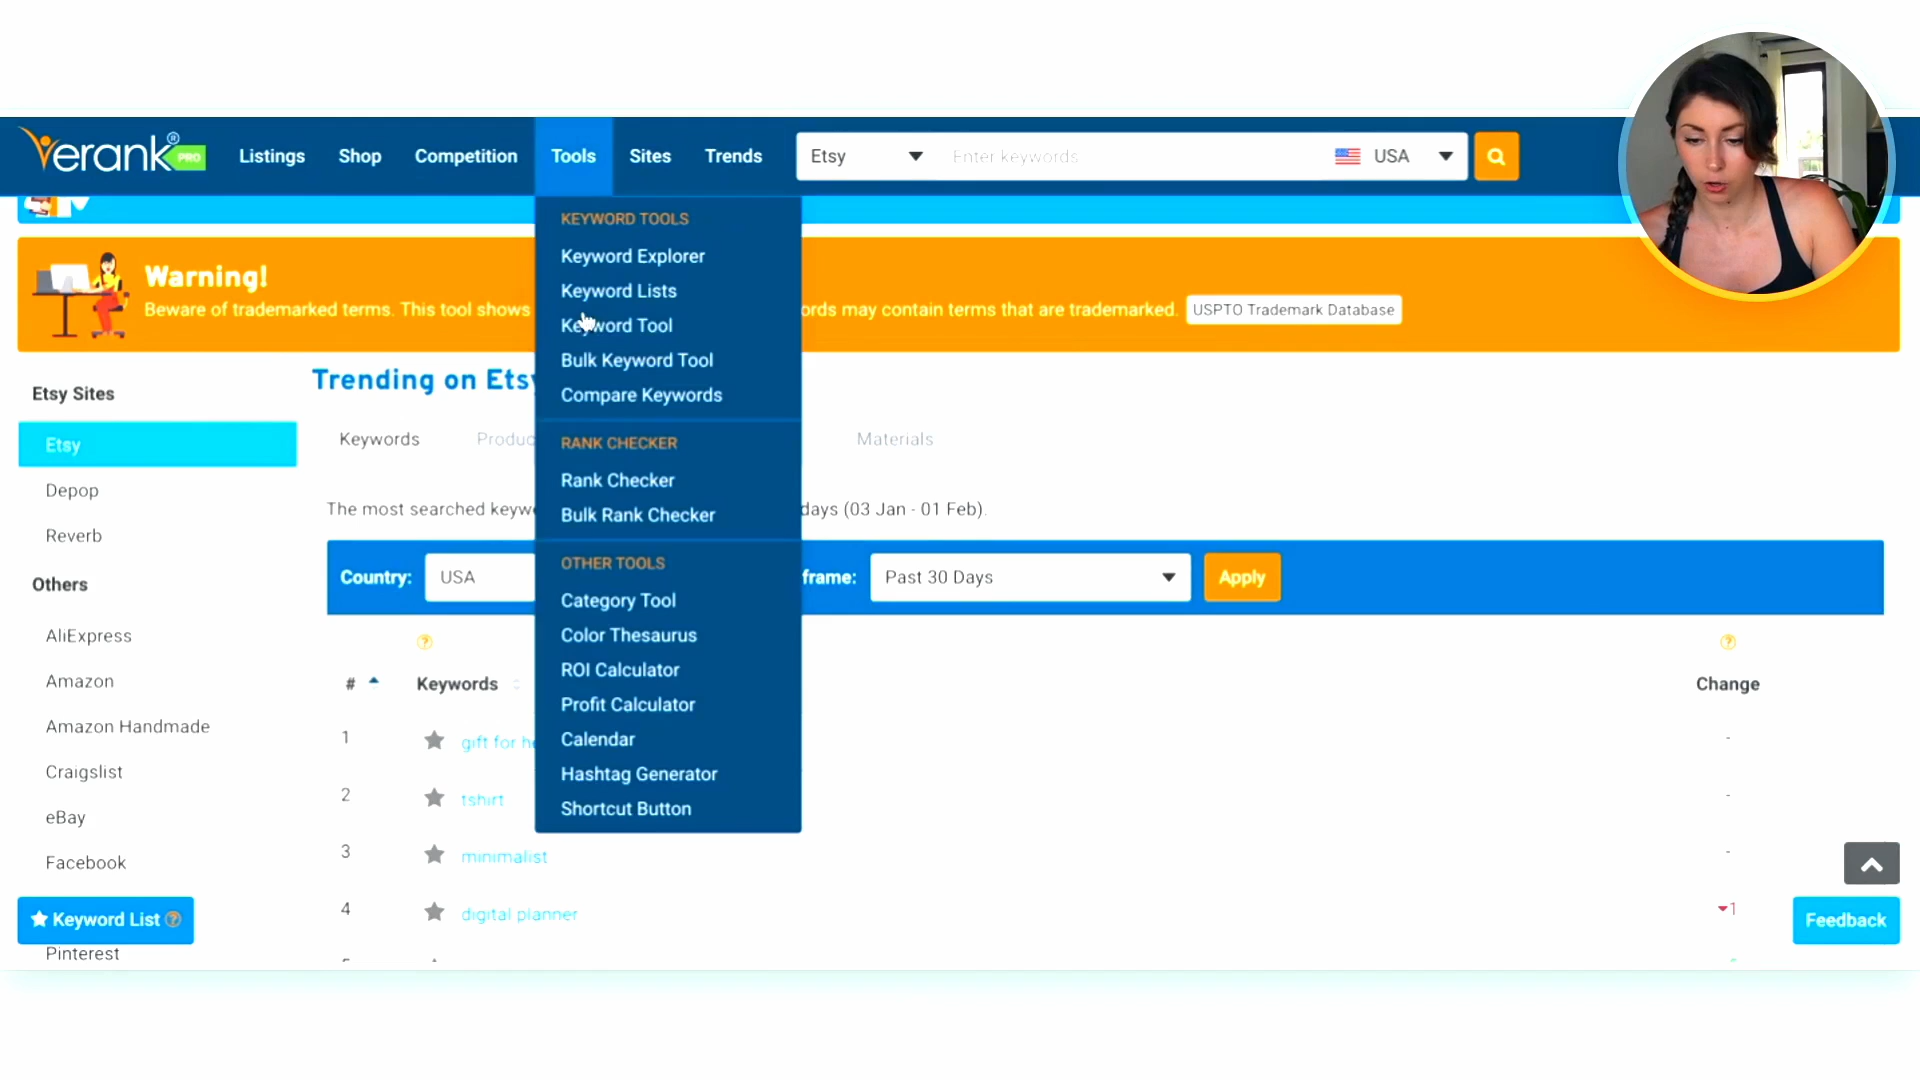 Yerank® PRO
Listings
Shop
Competition
Tools
Sites
Trends
Etsy
Enter keywords
USA
KEYWORD TOOLS
Keyword Explorer
Keyword Lists
Keyword Tool
Bulk Keyword Tool
Compare Keywords
RANK CHECKER
Rank Checker
Bulk Rank Checker
OTHER TOOLS
Category Tool
Color Thesaurus
ROI Calculator
Profit Calculator
Calendar
Hashtag Generator
Shortcut Button
Warning!
Beware of trademarked terms. This tool shows
may contain terms that are trademarked.
USPTO Trademark Database
Etsy Sites
Etsy
Depop
Reverb
Others
AliExpress
Amazon
Amazon Handmade
Craigslist
eBay
Facebook
Pinterest
Keyword List ?
Trending on
Keywords
Materials
The most searched
days (03 Jan - 01 Feb).
Country:
USA
frame:
Past 30 Days
Apply
?
?
#
Keywords
Change
1
gift for
-
2
tshirt
-
3
minimalist
-
4
digital planner
1
Feedback